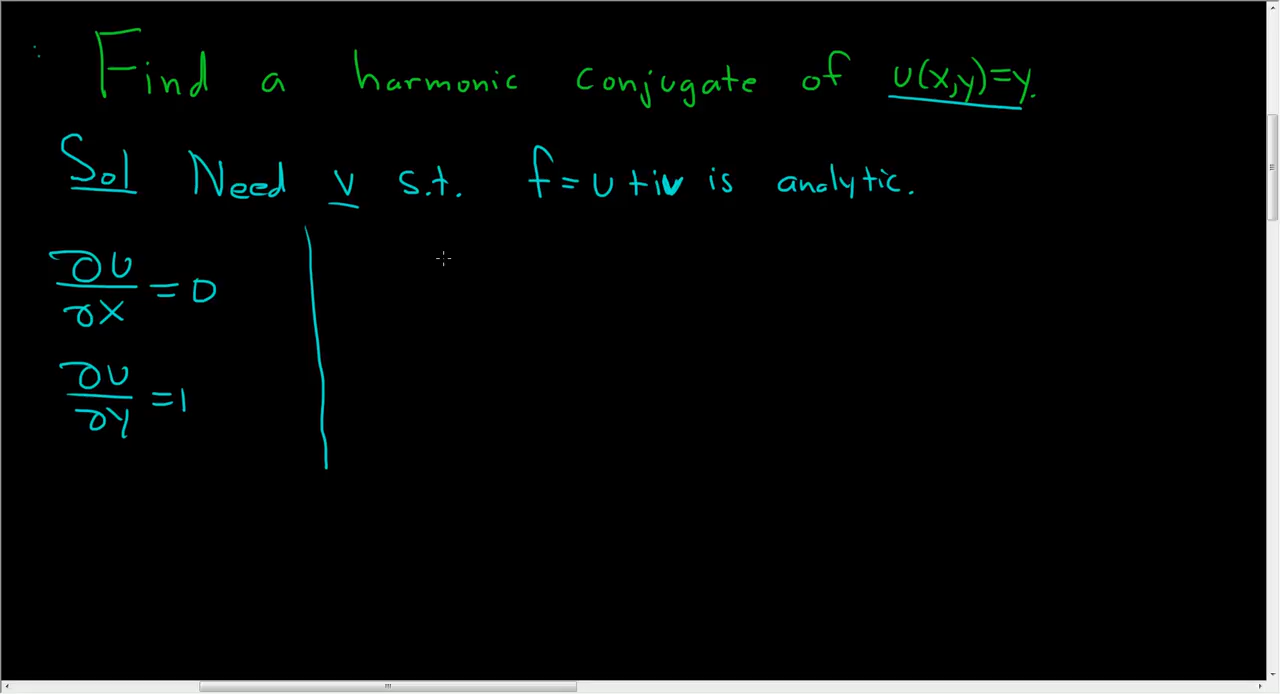 Find a harmonic conjugate of u(x,y)=y.
Sol Need v s.t. f = u + iv is analytic.
∂u/∂x = 0
∂u/∂y = 1